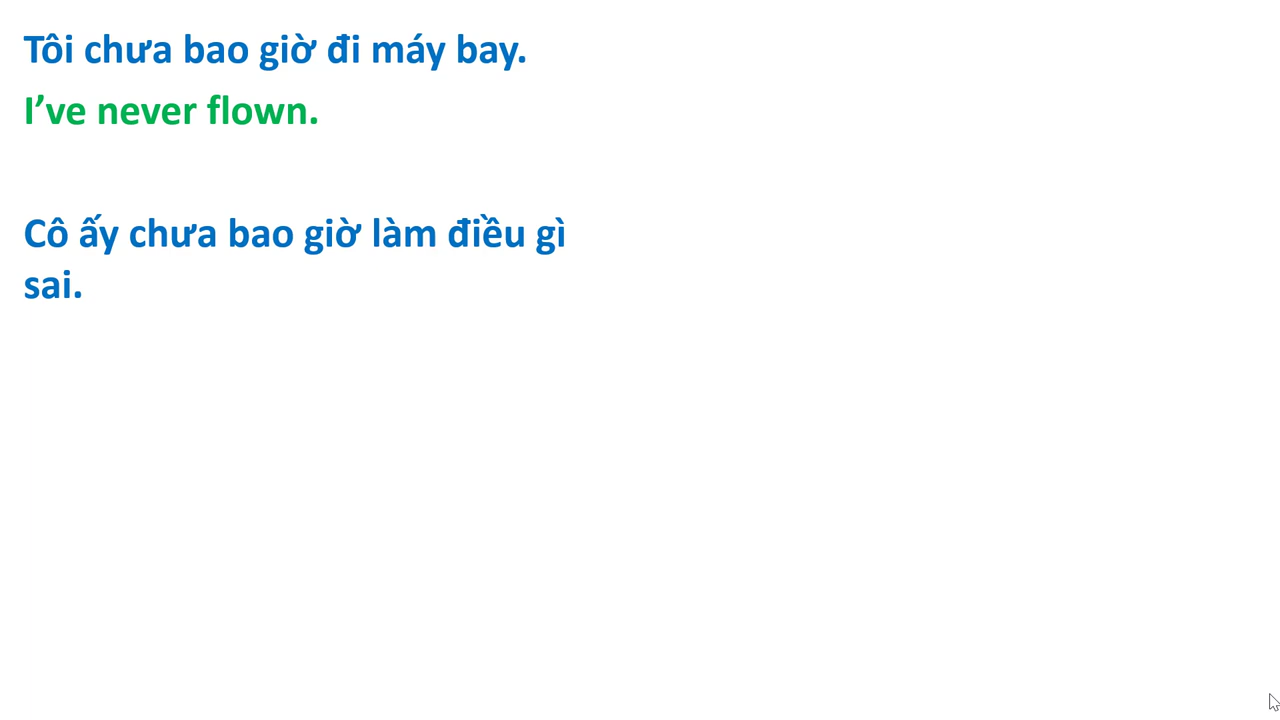 Tôi chưa bao giờ đi máy bay.
I’ve never flown.
Cô ấy chưa bao giờ làm điều gì
sai.